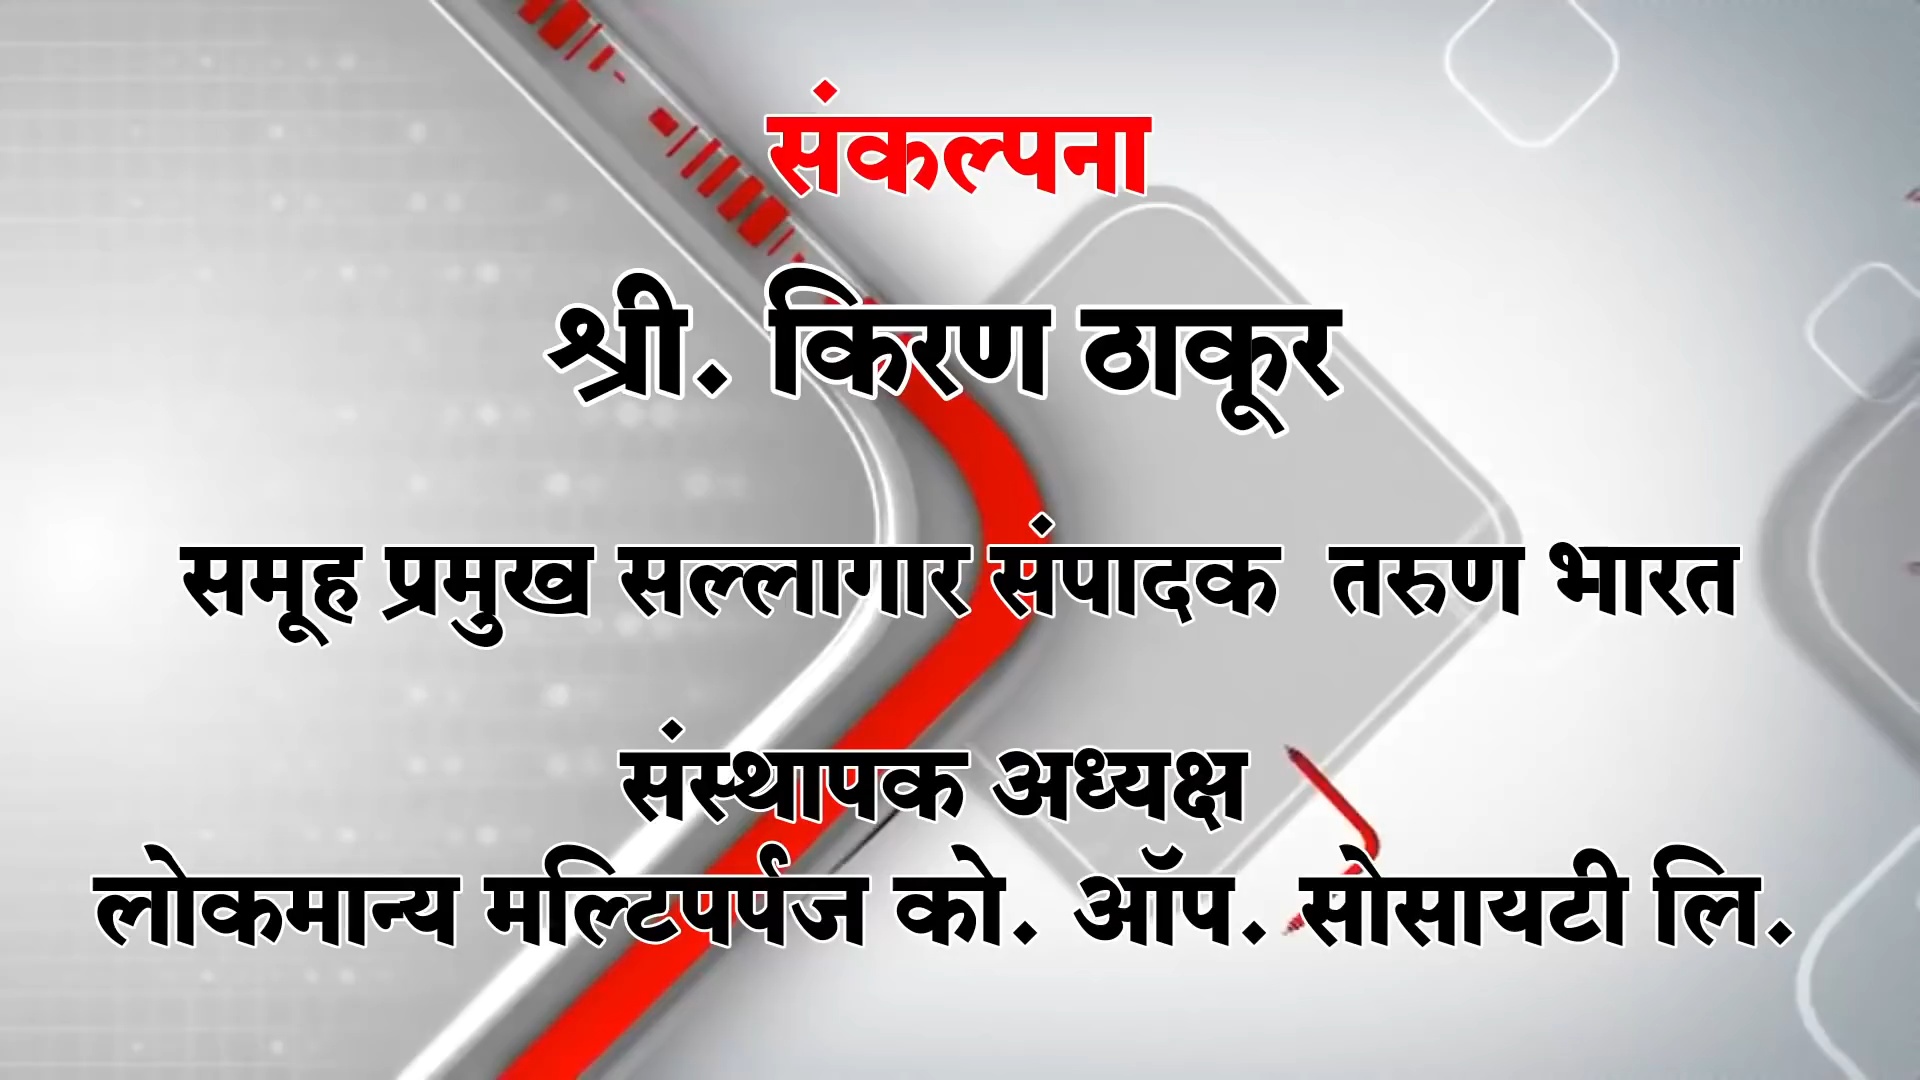 संकल्पना
श्री. किरण ठाकूर
समूह प्रमुख सल्लागार संपादक तरुण भारत
संस्थापक अध्यक्ष
लोकमान्य मल्टिपर्पज को. ऑप. सोसायटी लि.